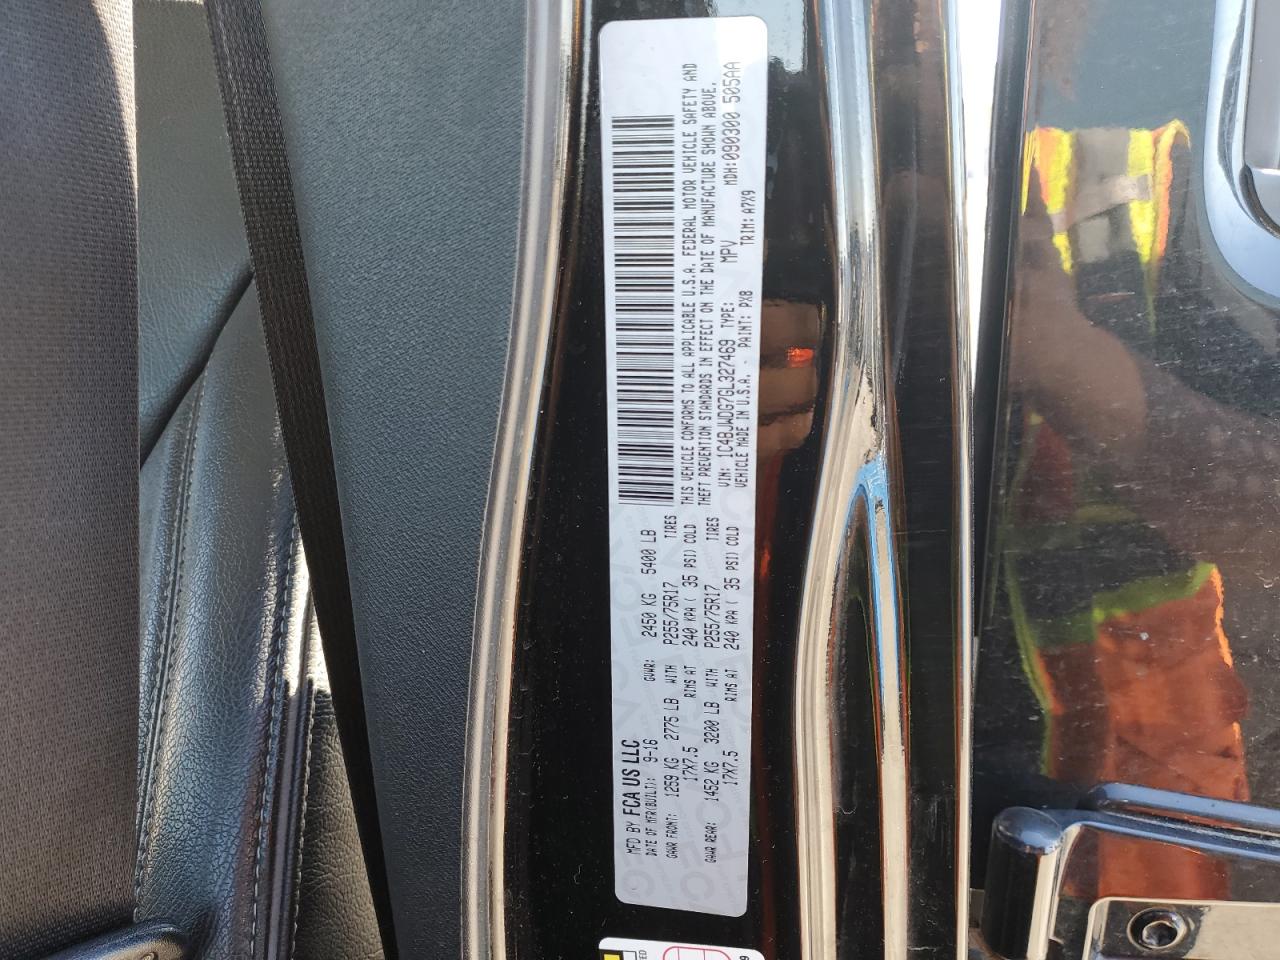 MFD BY FCA US LLC
DATE OF MFR(BUILT): 9-16 GVWR: 2450 KG 5400 LB
GAWR FRONT: 1259 KG 2775 LB WITH P255/75R17 TIRES
17X7.5 RIMS AT 240 KPA ( 35 PSI) COLD
GAWR REAR: 1452 KG 3200 LB WITH P255/75R17 TIRES
17X7.5 RIMS AT 240 KPA ( 35 PSI) COLD
THIS VEHICLE CONFORMS TO ALL APPLICABLE U.S.A. FEDERAL MOTOR VEHICLE SAFETY AND
THEFT PREVENTION STANDARDS IN EFFECT ON THE DATE OF MANUFACTURE SHOWN ABOVE.
VIN: 1C4BJWDG7GL327469 TYPE: MPV MDH:090300 505AA
VEHICLE MADE IN U.S.A. - PAINT: PX8 TRIM: A7X9